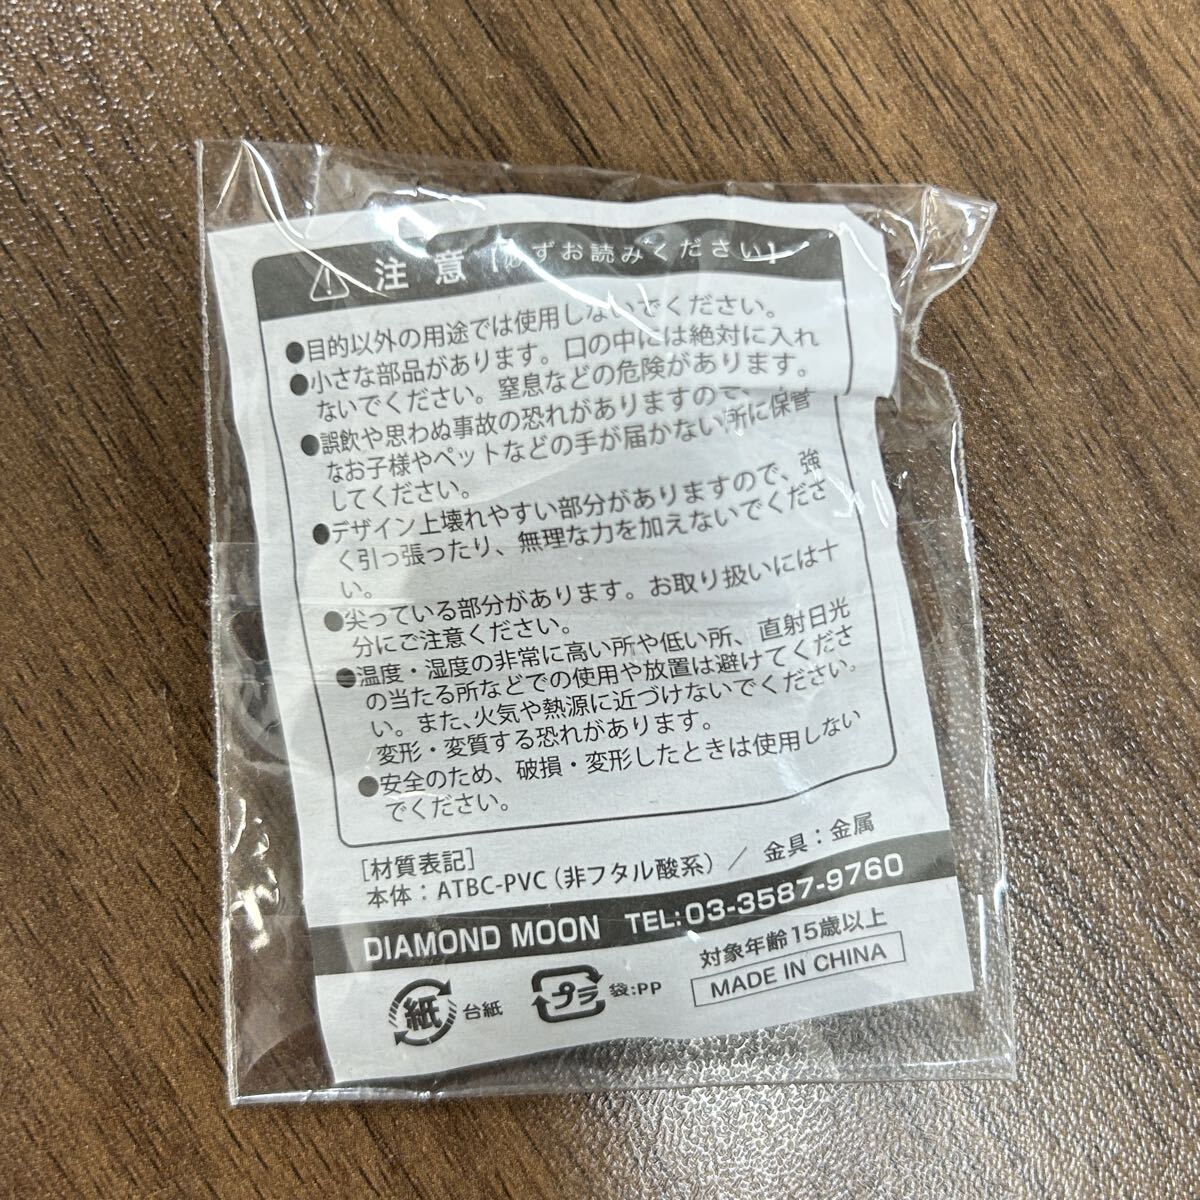 注意「必ずお読みください」
●目的以外の用途では使用しないでください。
●小さな部品があります。口の中には絶対に入れ
ないでください。窒息などの危険があります。
●誤飲や思わぬ事故の恐れがありますので、
なお子様やペットなどの手が届かない所に保管
してください。
●デザイン上壊れやすい部分がありますので、強
く引っ張ったり、無理な力を加えないでくださ
い。
●尖っている部分があります。お取り扱いには十
分にご注意ください。
●温度・湿度の非常に高い所や低い所、直射日光
の当たる所などでの使用や放置は避けてくださ
い。また、火気や熱源に近づけないでください。
変形・変質する恐れがあります。
●安全のため、破損・変形したときは使用しない
でください。
[材質表記]
本体：ATBC-PVC（非フタル酸系）／ 金具：金属
DIAMOND MOON TEL:03-3587-9760
対象年齢15歳以上
MADE IN CHINA
紙 台紙
プラ 袋:PP